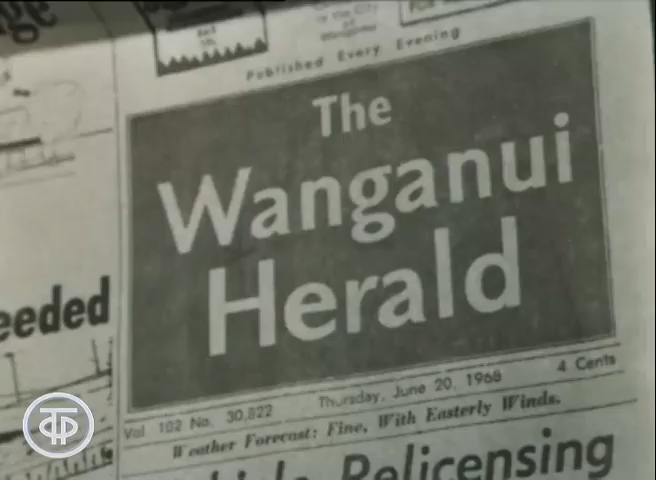 Published Every Evening
The
Wanganui
Herald
eeded
Vol 102 No. 30,822 Thursday, June 20, 1968 4 Cents
Weather Forecast: Fine, With Easterly Winds.
Relicensing